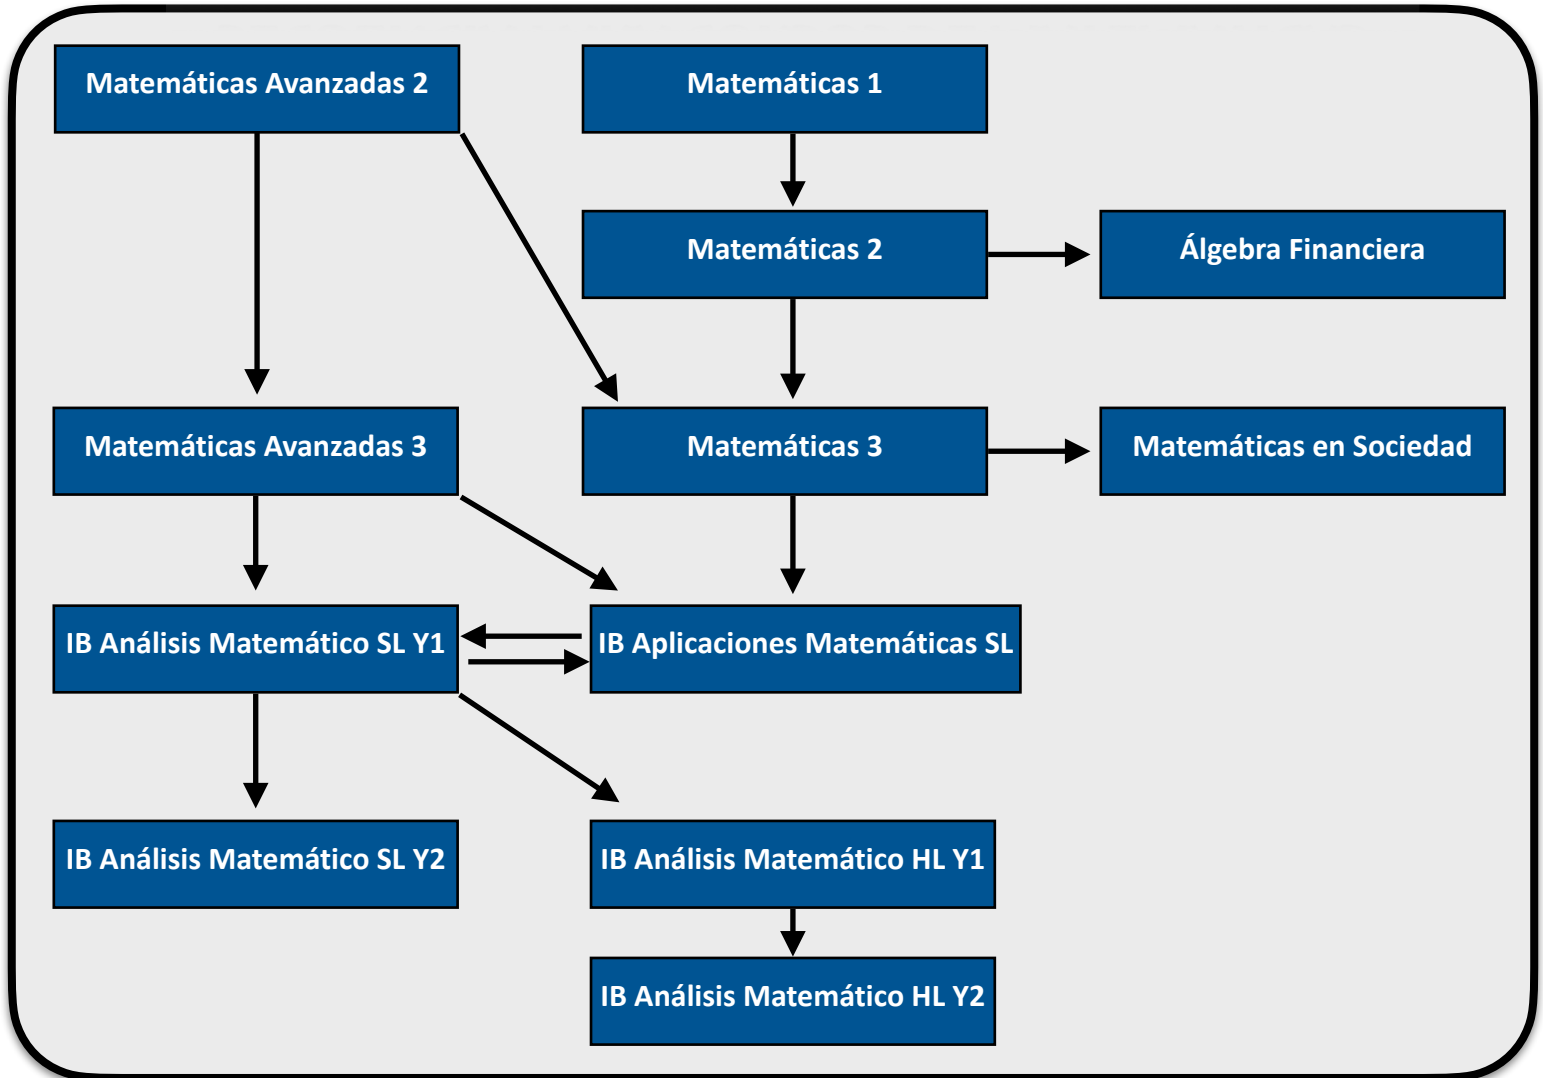 Matemáticas Avanzadas 2
Matemáticas 1
Matemáticas 2
Álgebra Financiera
Matemáticas Avanzadas 3
Matemáticas 3
Matemáticas en Sociedad
IB Análisis Matemático SL Y1
IB Aplicaciones Matemáticas SL
IB Análisis Matemático SL Y2
IB Análisis Matemático HL Y1
IB Análisis Matemático HL Y2